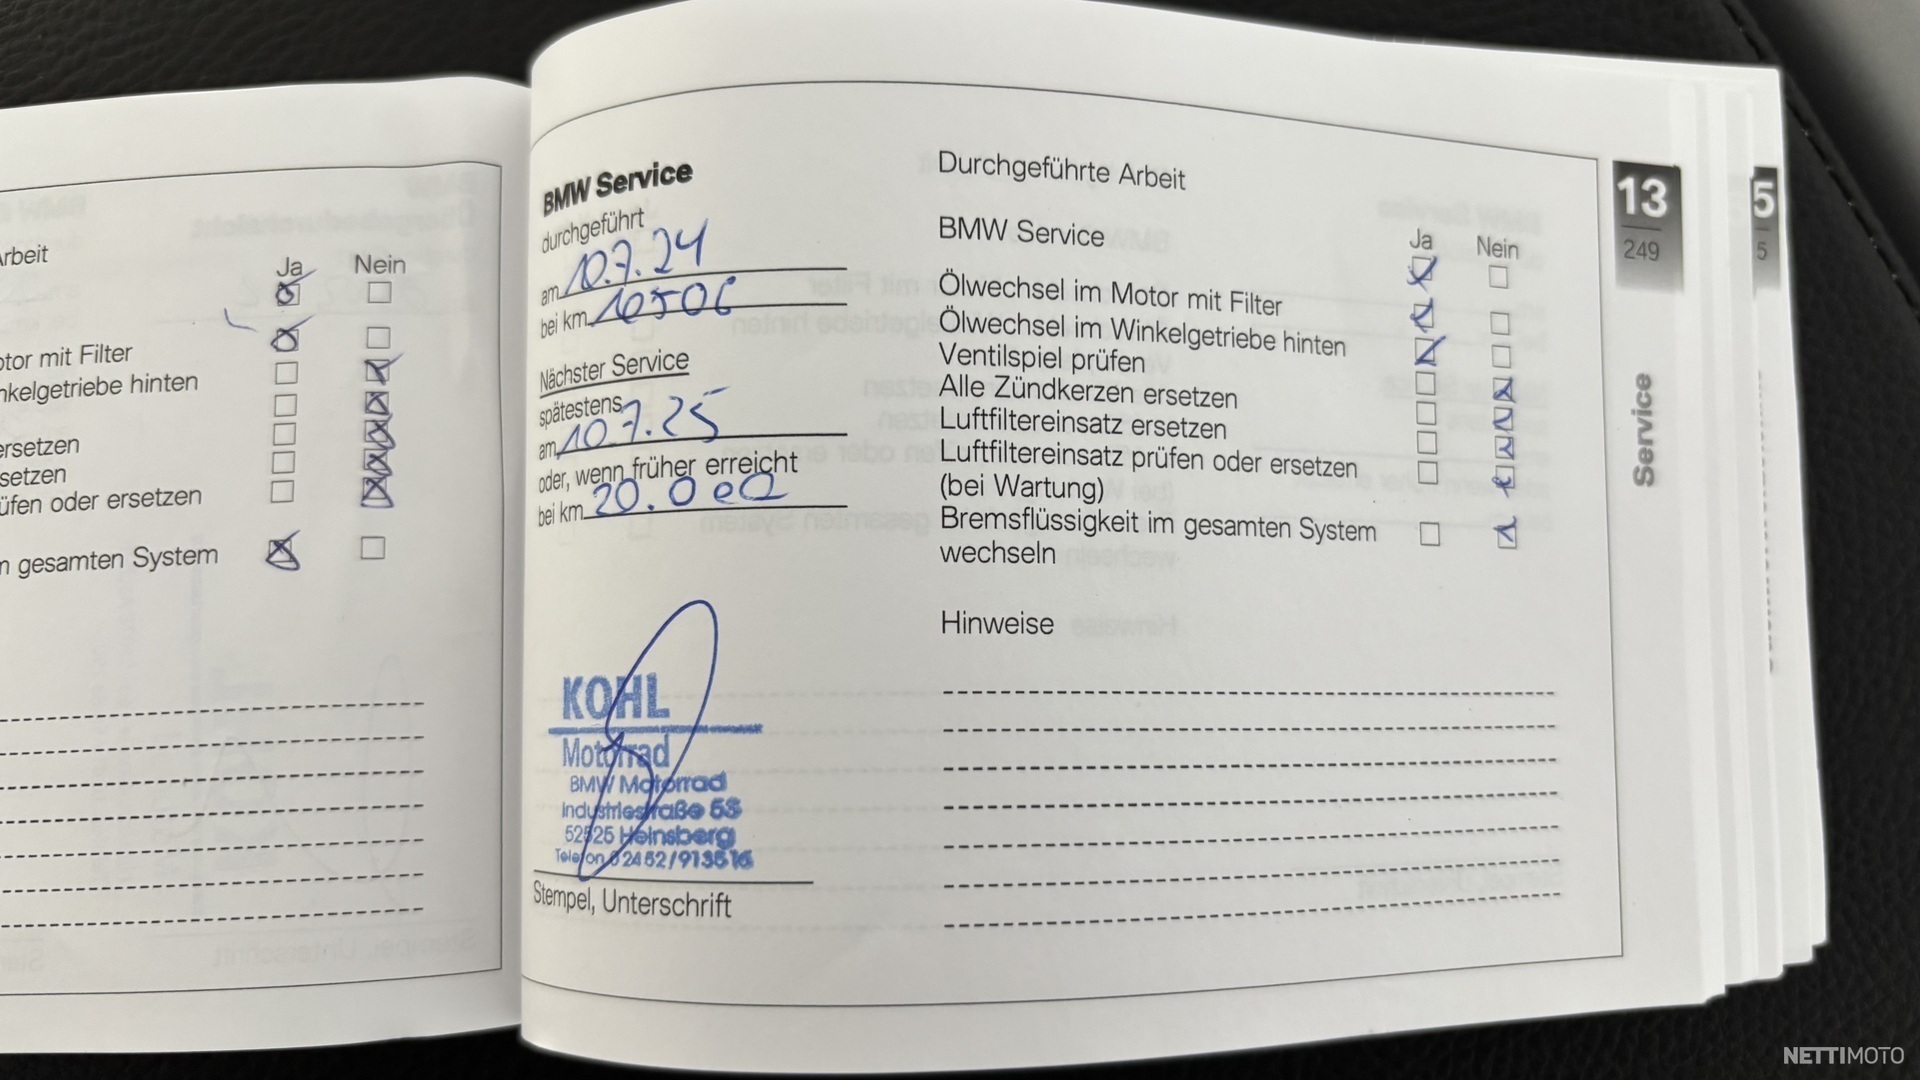 Arbeit
Ja Nein
otor mit Filter
nkelgetriebe hinten
ersetzen
setzen
üfen oder ersetzen
m gesamten System
BMW Service
durchgeführt
am 10.7.24
bei km 16506
Nächster Service
spätestens
am 10.7.25
oder, wenn früher erreicht
bei km 20.000
KOHL
Motorrad
BMW Motorrad
Industriestraße 53
52525 Heinsberg
Telefon 02452/913516
Stempel, Unterschrift
Durchgeführte Arbeit
BMW Service
Ja Nein
Ölwechsel im Motor mit Filter
Ölwechsel im Winkelgetriebe hinten
Ventilspiel prüfen
Alle Zündkerzen ersetzen
Luftfiltereinsatz ersetzen
Luftfiltereinsatz prüfen oder ersetzen
(bei Wartung)
Bremsflüssigkeit im gesamten System
wechseln
Hinweise
13
249
Service
5
5
NETTIMOTO